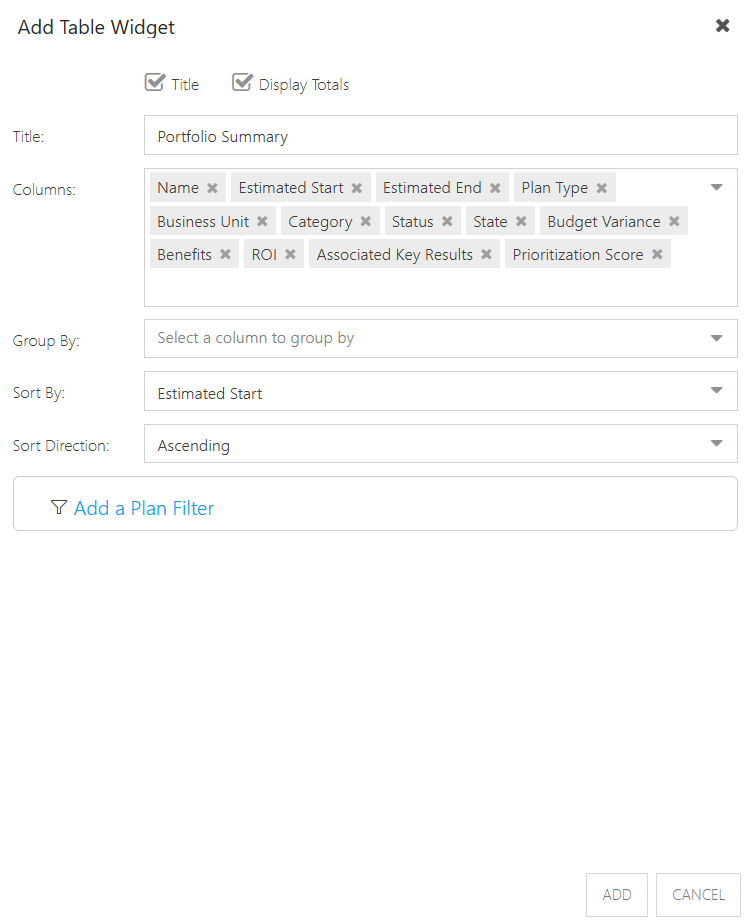 Add Table Widget
Title Display Totals
Title: Portfolio Summary
Columns: Name Estimated Start Estimated End Plan Type
Business Unit Category Status State Budget Variance
Benefits ROI Associated Key Results Prioritization Score
Group By: Select a column to group by
Sort By: Estimated Start
Sort Direction: Ascending
Add a Plan Filter
ADD CANCEL